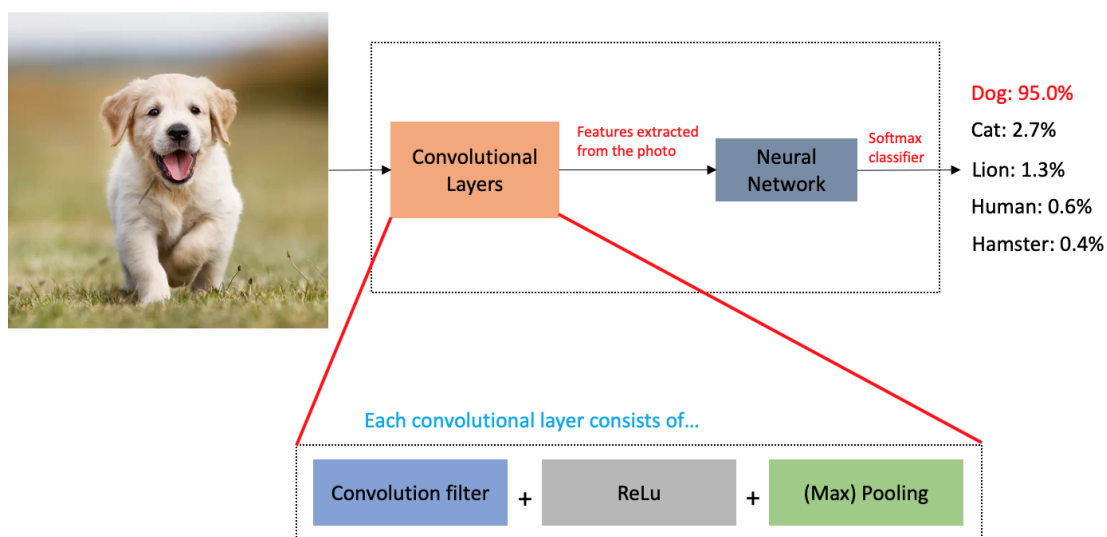 Convolutional
Layers
Features extracted
from the photo
Neural
Network
Softmax
classifier
Dog: 95.0%
Cat: 2.7%
Lion: 1.3%
Human: 0.6%
Hamster: 0.4%
Each convolutional layer consists of...
Convolution filter
+
ReLu
+
(Max) Pooling